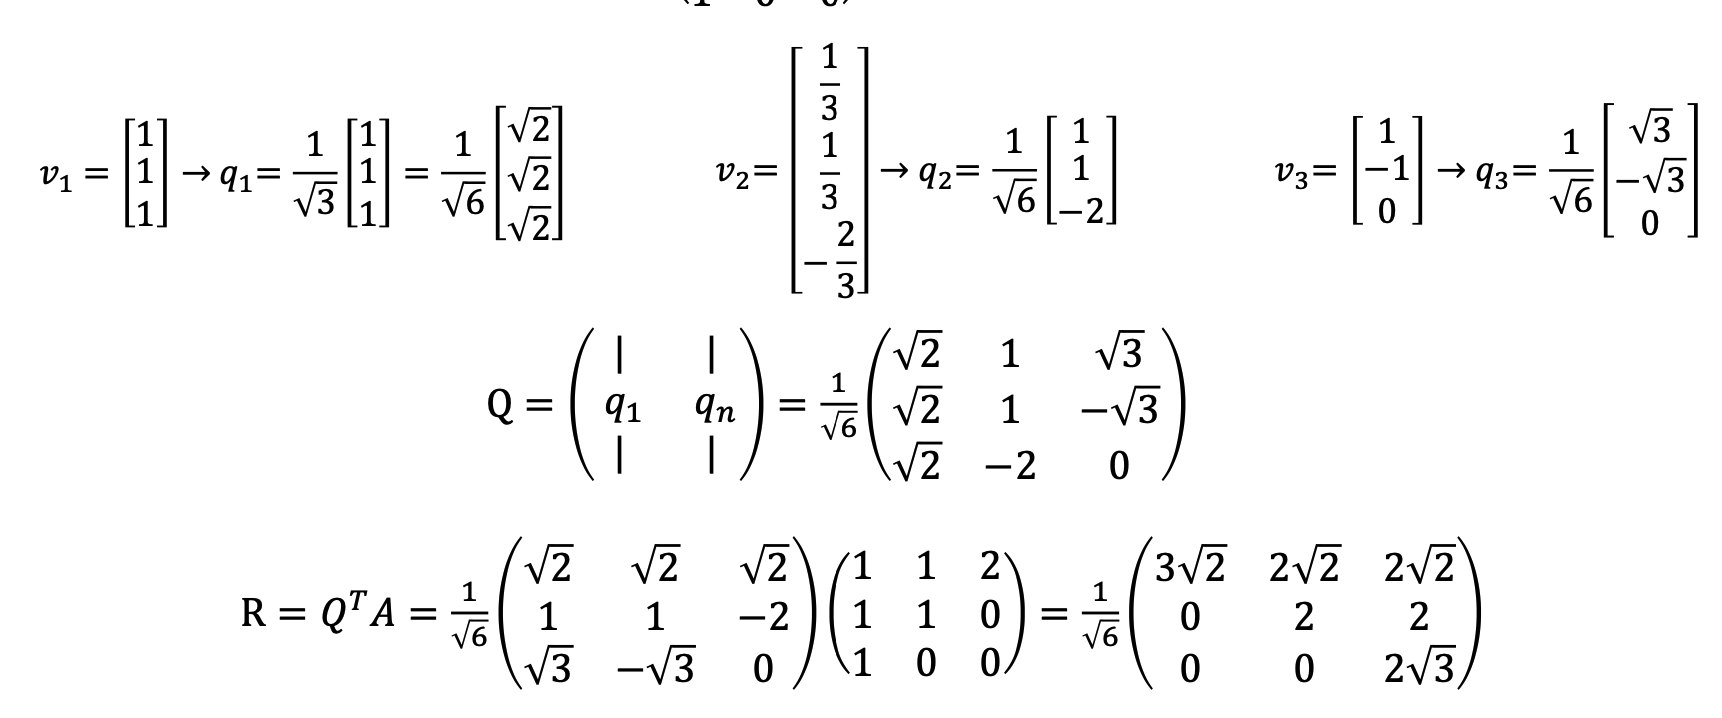 v₁ = [1 1 1] → q₁= 1/√3 [1 1 1] = 1/√6 [√2 √2 √2] v₂= [1/3 1/3 −2/3] → q₂= 1/√6 [1 1 −2] v₃= [1 −1 0] → q₃= 1/√6 [√3 −√3 0]
Q = (| | q₁ qₙ | |) = 1/√6 (√2 1 √3 √2 1 −√3 √2 −2 0)
R = QᵀA = 1/√6 (√2 √2 √2 1 1 −2 √3 −√3 0) (1 1 2 1 1 0 1 0 0) = 1/√6 (3√2 2√2 2√2 0 2 2 0 0 2√3)